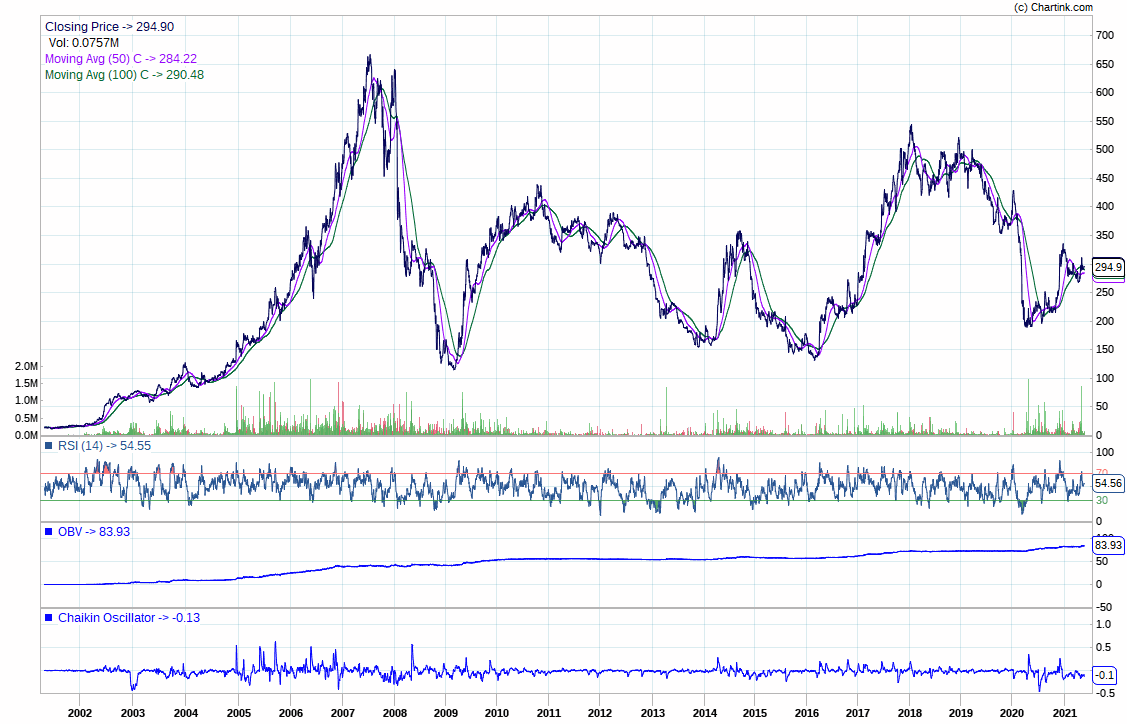 (c) Chartink.com
Closing Price -> 294.90
Vol: 0.0757M
Moving Avg (50) C -> 284.22
Moving Avg (100) C -> 290.48
700
650
600
550
500
450
400
350
294.9
250
200
150
100
50
0
2.0M
1.5M
1.0M
0.5M
0.0M
RSI (14) -> 54.55
100
70
54.56
30
0
OBV -> 83.93
100
83.93
50
0
-50
Chaikin Oscillator -> -0.13
1.0
0.5
-0.1
-0.5
2002 2003 2004 2005 2006 2007 2008 2009 2010 2011 2012 2013 2014 2015 2016 2017 2018 2019 2020 2021